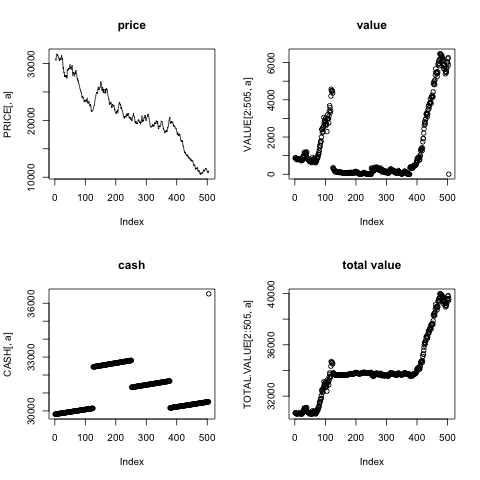 price
PRICE[, a]
10000 20000 30000
0 100 200 300 400 500
Index
value
VALUE[2:505, a]
0 2000 4000 6000
0 100 200 300 400 500
Index
cash
CASH[, a]
30000 33000 36000
0 100 200 300 400 500
Index
total value
TOTAL.VALUE[2:505, a]
32000 36000 40000
0 100 200 300 400 500
Index